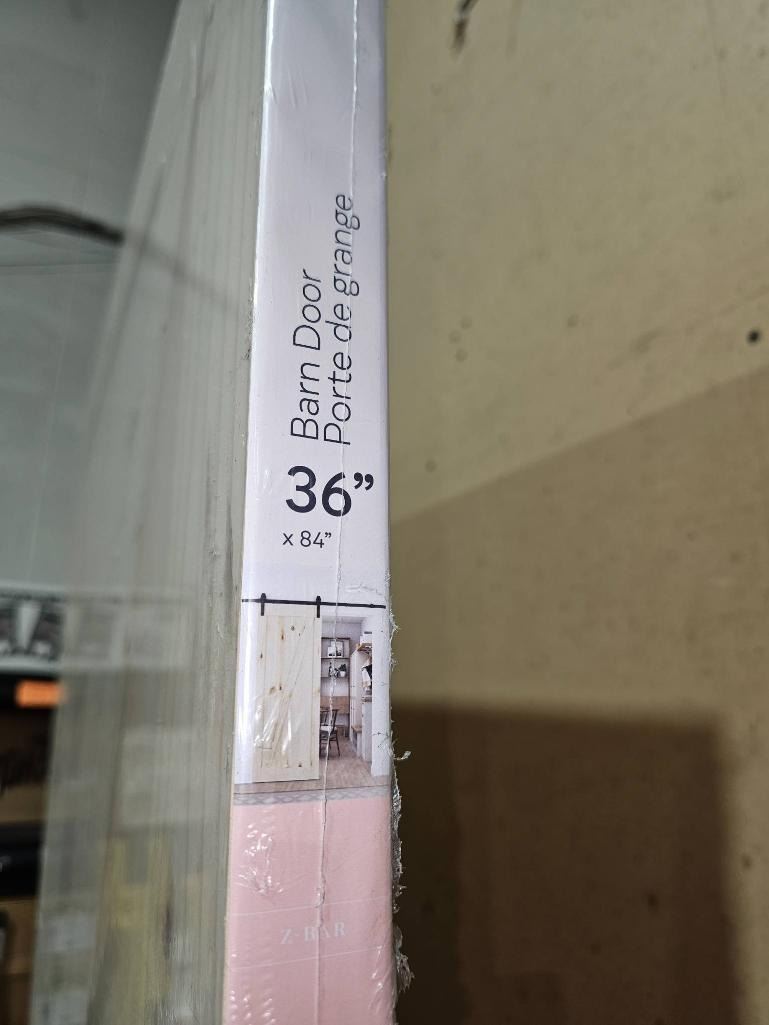 Barn Door
Porte de grange
36”
x 84”
Z-BAR